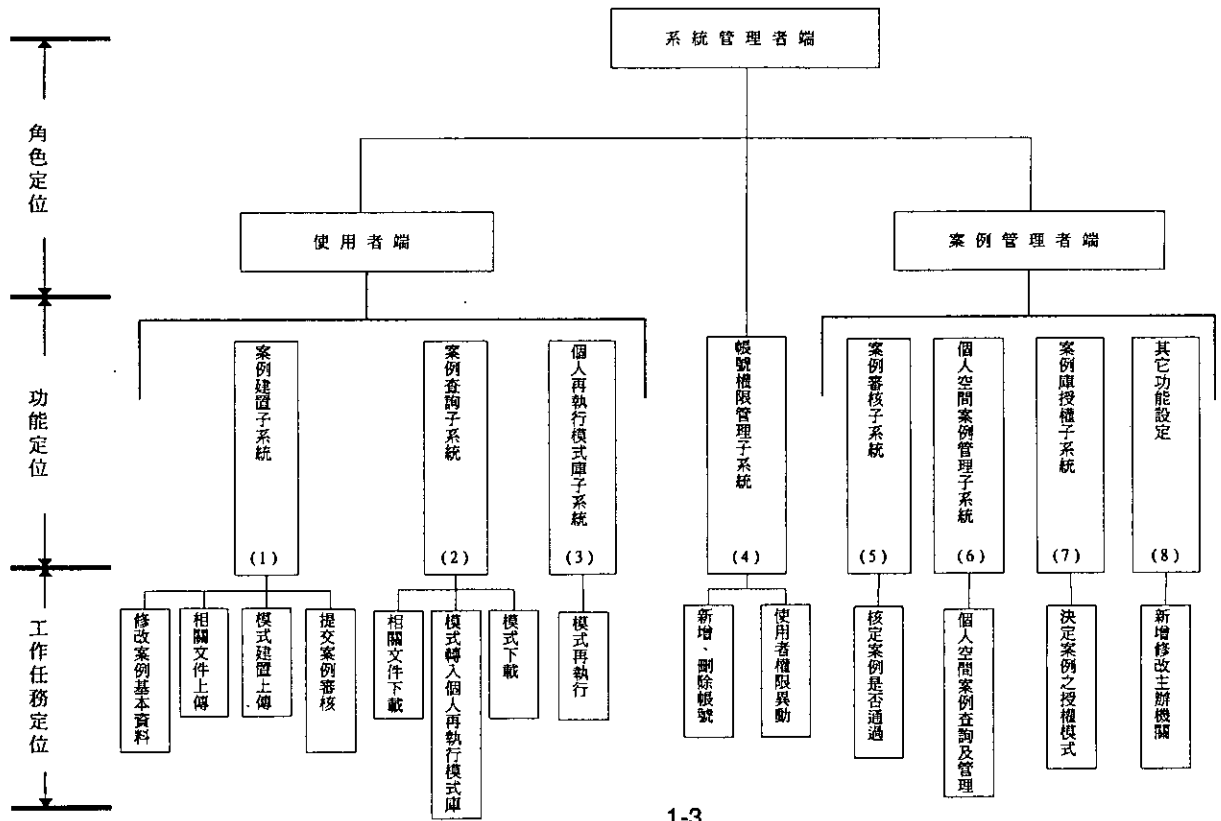 系統管理者端
角色定位
使用者端
案例管理者端
功能定位
案例建置子系統
(1)
案例查詢子系統
(2)
個人再執行模式庫子系統
(3)
帳號權限管理子系統
(4)
案例審核子系統
(5)
個人空間案例管理子系統
(6)
案例庫授權子系統
(7)
其它功能設定
(8)
工作任務定位
修改案例基本資料
相關文件上傳
模式建置上傳
提交案例審核
相關文件下載
模式轉入個人再執行模式庫
模式下載
模式再執行
新增、刪除帳號
使用者權限異動
核定案例是否通過
個人空間案例查詢及管理
決定案例之授權模式
新增修改主辦機關
1-3